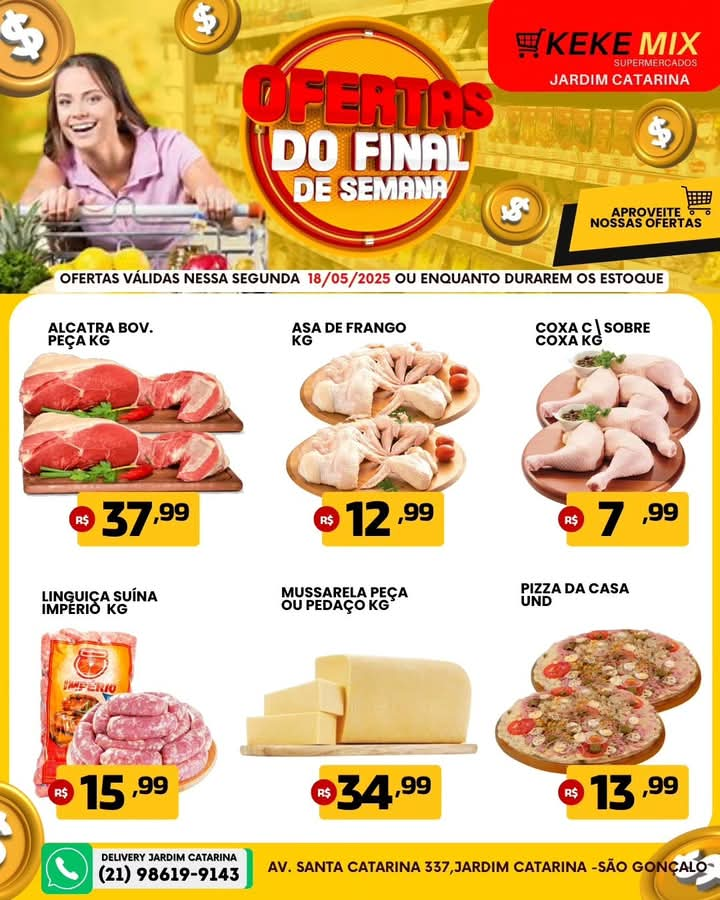 KEKE MIX
SUPERMERCADOS
JARDIM CATARINA
OFERTAS
DO FINAL
DE SEMANA
APROVEITE
NOSSAS OFERTAS
OFERTAS VÁLIDAS NESSA SEGUNDA 18/05/2025 OU ENQUANTO DURAREM OS ESTOQUE
ALCATRA BOV.
PEÇA KG
R$ 37,99
ASA DE FRANGO
KG
R$ 12,99
COXA C\SOBRE
COXA KG
R$ 7,99
LINGUIÇA SUÍNA
IMPÉRIO KG
IMPÉRIO
R$ 15,99
MUSSARELA PEÇA
OU PEDAÇO KG
R$ 34,99
PIZZA DA CASA
UND
R$ 13,99
DELIVERY JARDIM CATARINA
(21) 98619-9143
AV. SANTA CATARINA 337,JARDIM CATARINA -SÃO GONÇALO